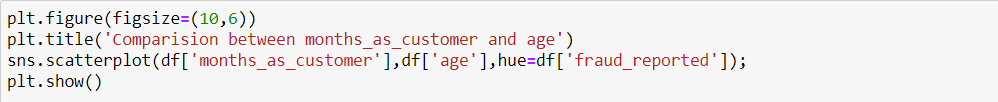 plt.figure(figsize=(10,6))
plt.title('Comparision between months_as_customer and age')
sns.scatterplot(df['months_as_customer'],df['age'],hue=df['fraud_reported']);
plt.show()